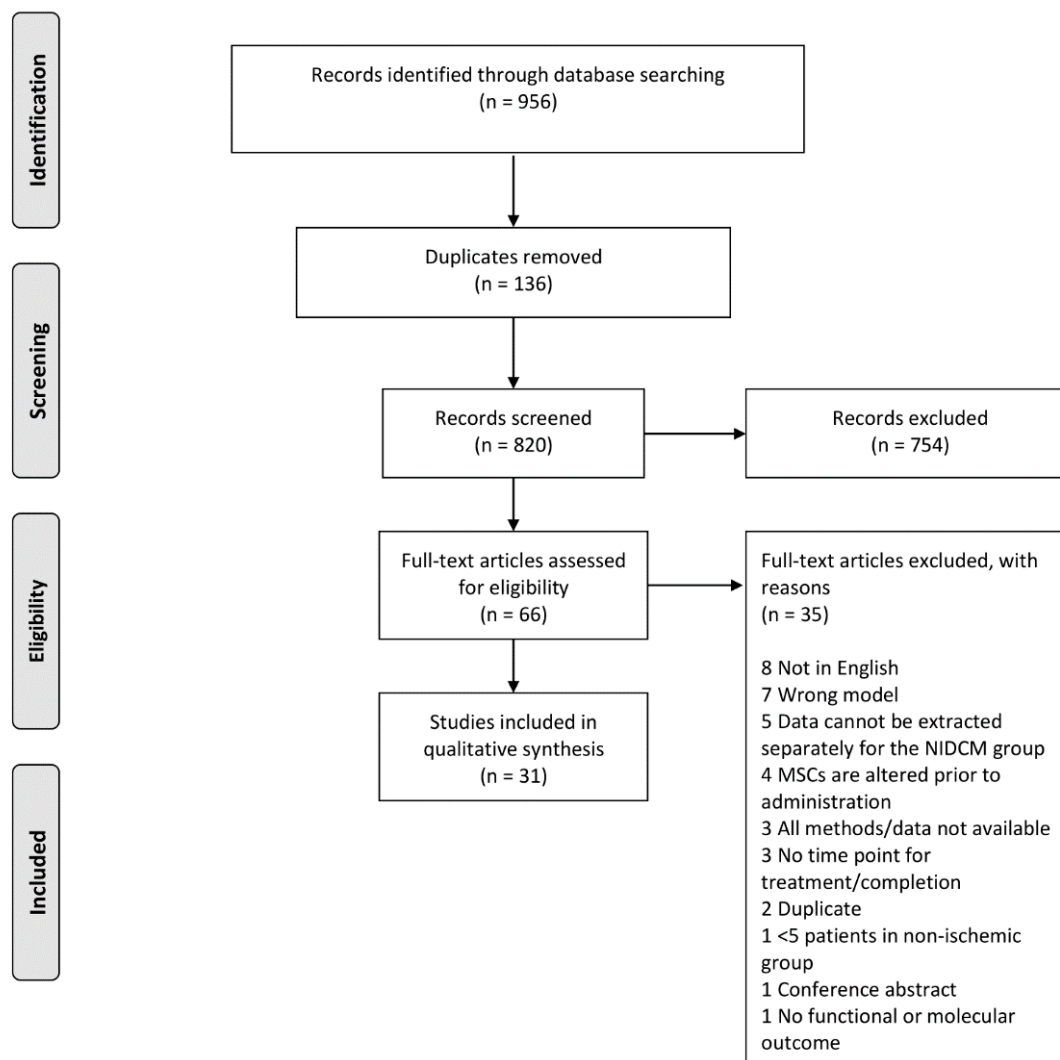 Identification
Records identified through database searching
(n = 956)
Duplicates removed
(n = 136)
Screening
Records screened
(n = 820)
Records excluded
(n = 754)
Eligibility
Full-text articles assessed
for eligibility
(n = 66)
Full-text articles excluded, with
reasons
(n = 35)
8 Not in English
7 Wrong model
5 Data cannot be extracted
separately for the NIDCM group
4 MSCs are altered prior to
administration
3 All methods/data not available
3 No time point for
treatment/completion
2 Duplicate
1 <5 patients in non-ischemic
group
1 Conference abstract
1 No functional or molecular
outcome
Included
Studies included in
qualitative synthesis
(n = 31)